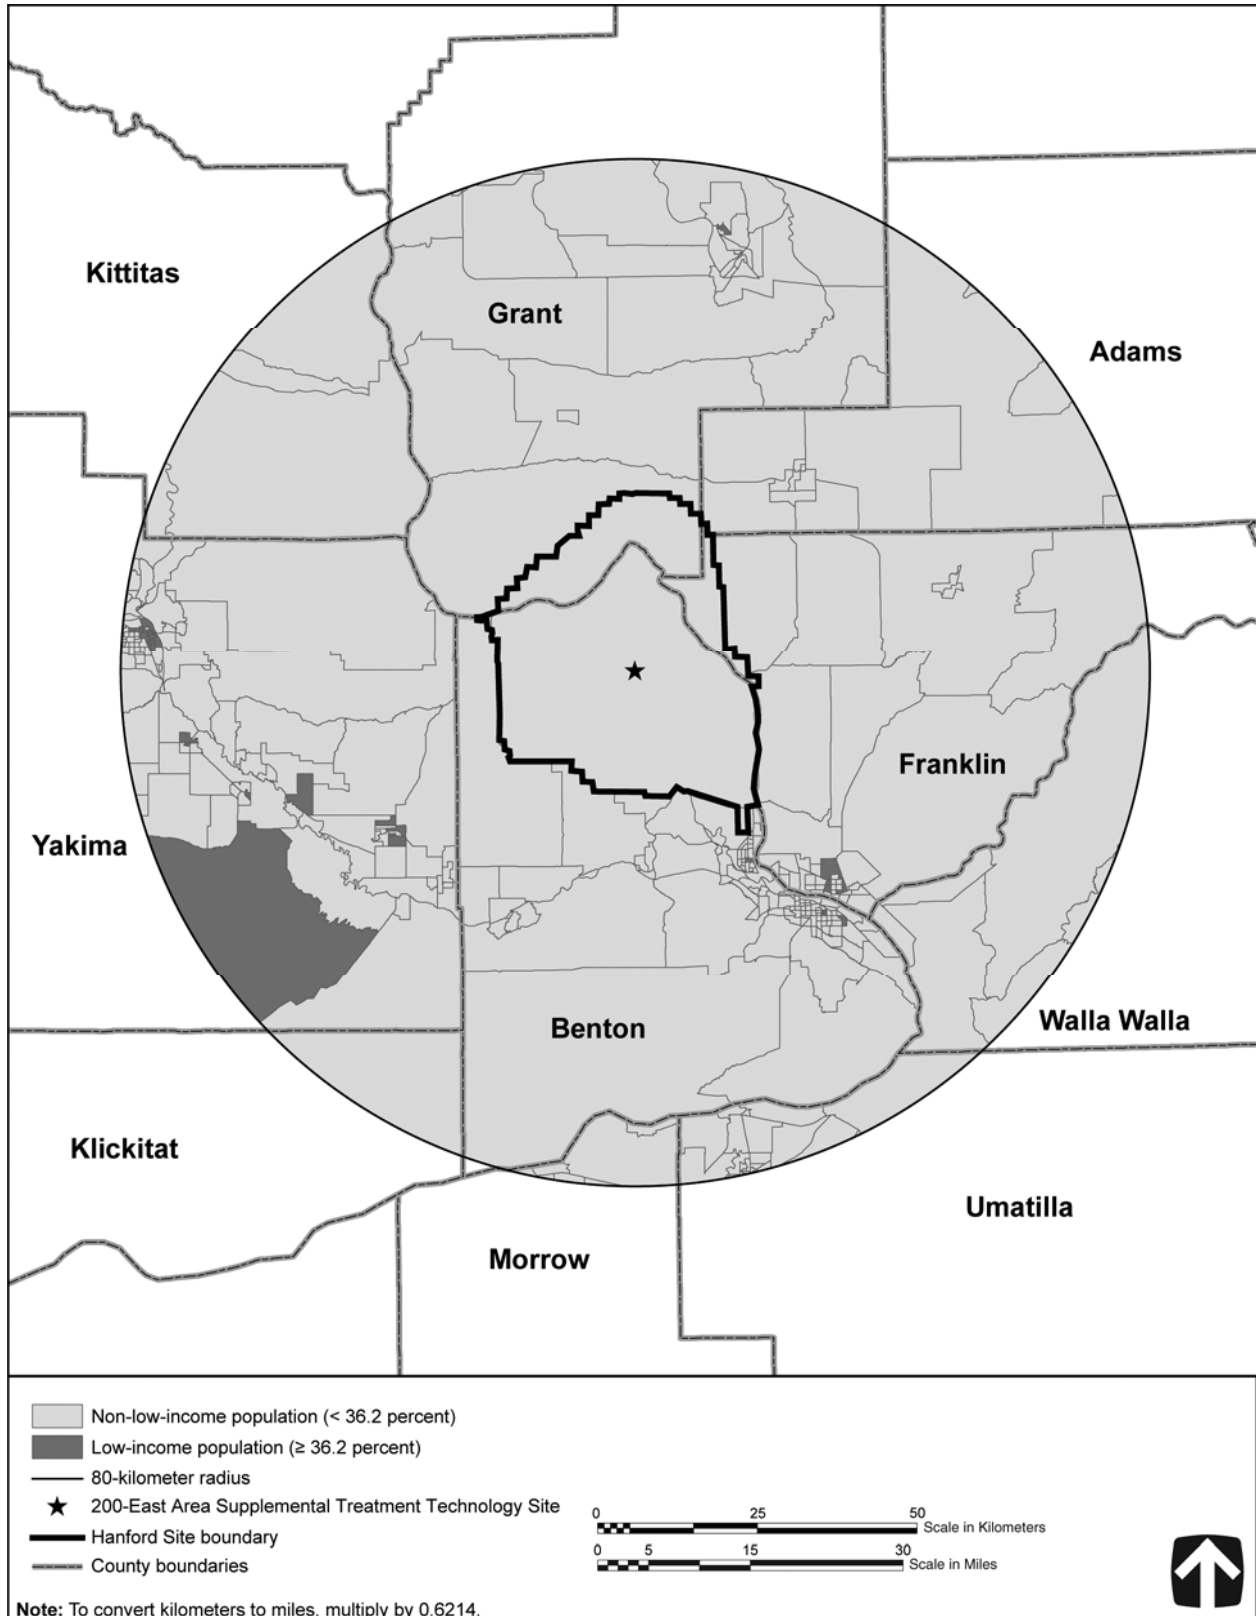 Kittitas
Grant
Adams
Franklin
Yakima
Benton
Walla Walla
Klickitat
Umatilla
Morrow
Non-low-income population (< 36.2 percent)
Low-income population (≥ 36.2 percent)
80-kilometer radius
200-East Area Supplemental Treatment Technology Site
Hanford Site boundary
County boundaries
0 25 50
Scale in Kilometers
0 5 15 30
Scale in Miles
Note: To convert kilometers to miles, multiply by 0.6214.